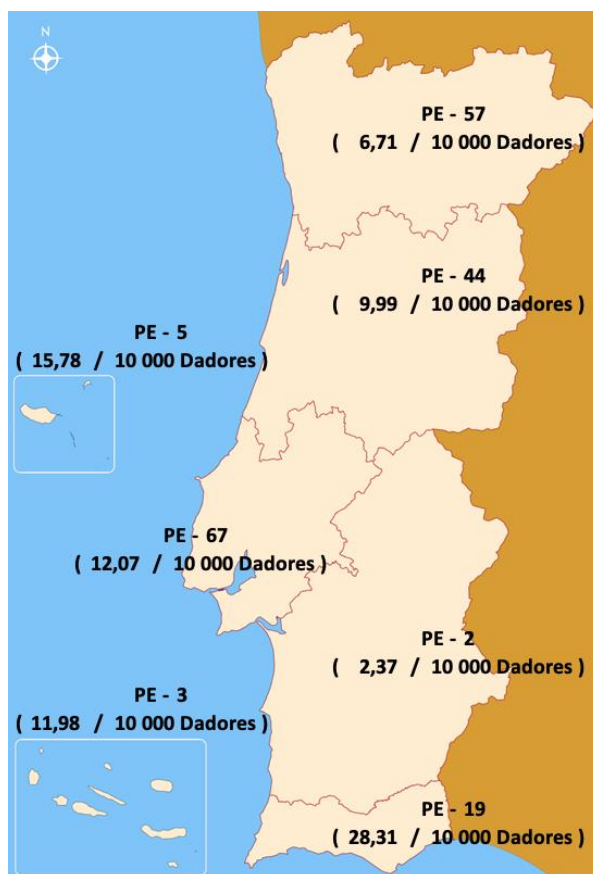 N
PE - 57
( 6,71 / 10 000 Dadores )
PE - 44
( 9,99 / 10 000 Dadores )
PE - 5
( 15,78 / 10 000 Dadores )
PE - 67
( 12,07 / 10 000 Dadores )
PE - 2
( 2,37 / 10 000 Dadores )
PE - 3
( 11,98 / 10 000 Dadores )
PE - 19
( 28,31 / 10 000 Dadores )